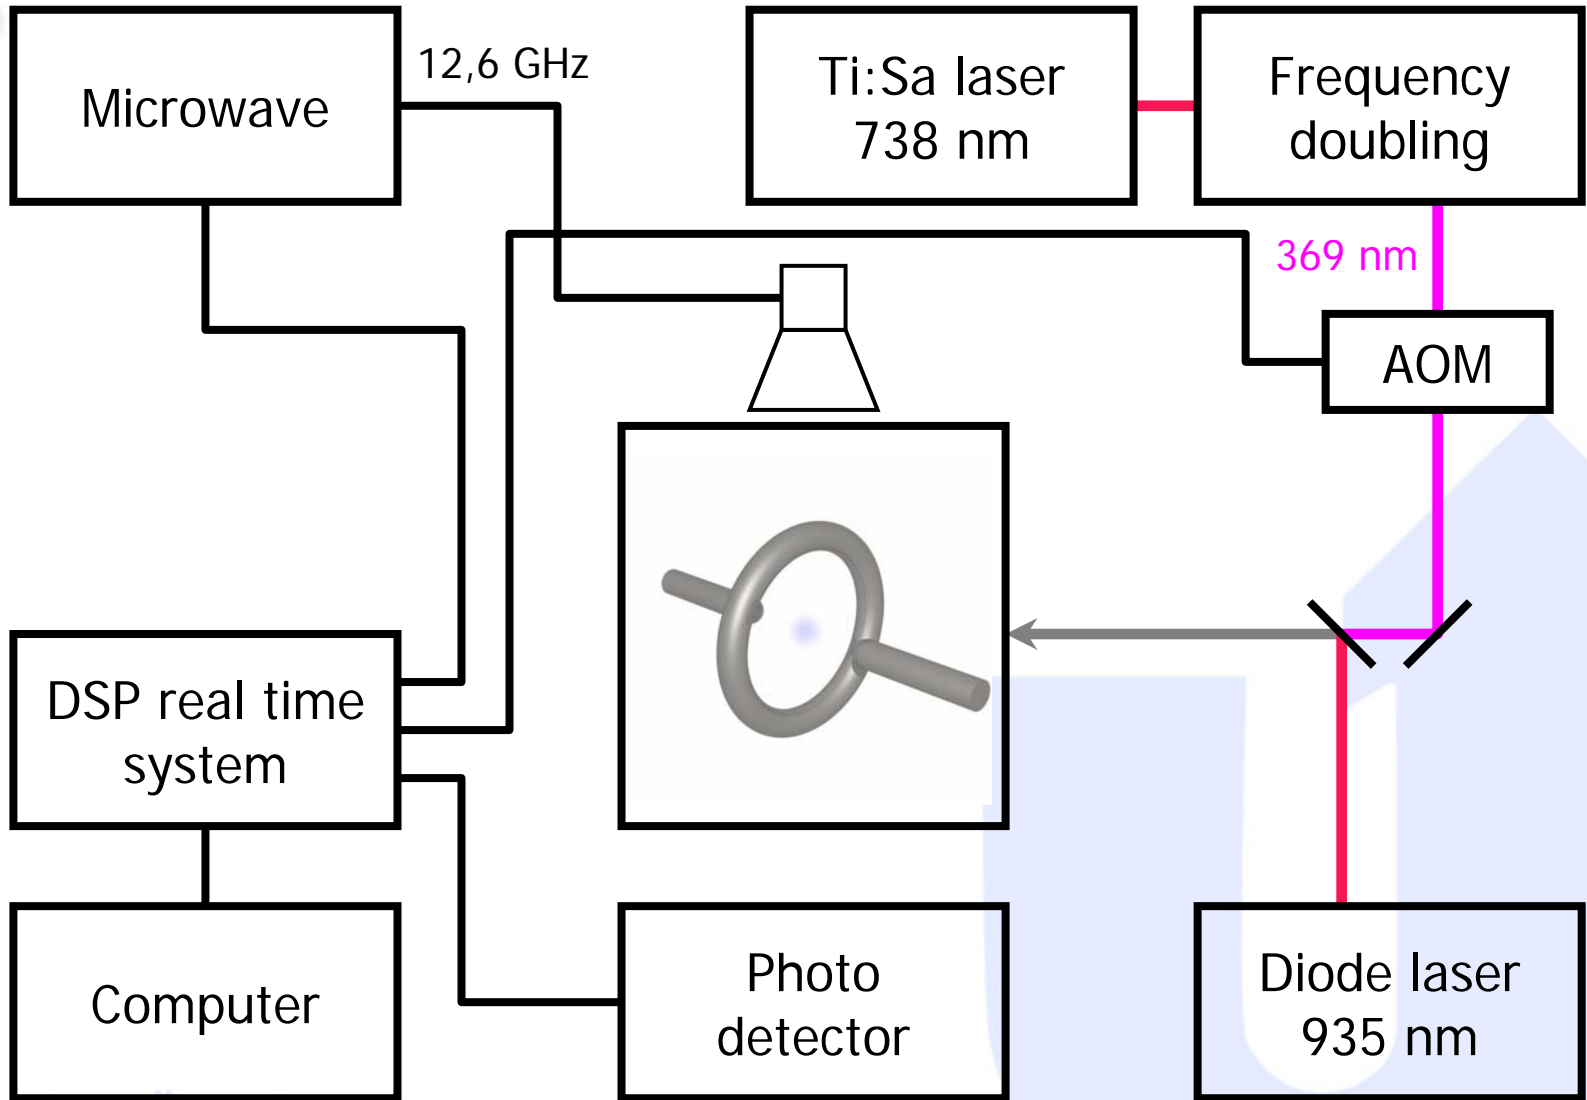 Microwave
12,6 GHz
Ti:Sa laser
738 nm
Frequency
doubling
369 nm
AOM
DSP real time
system
Computer
Photo
detector
Diode laser
935 nm